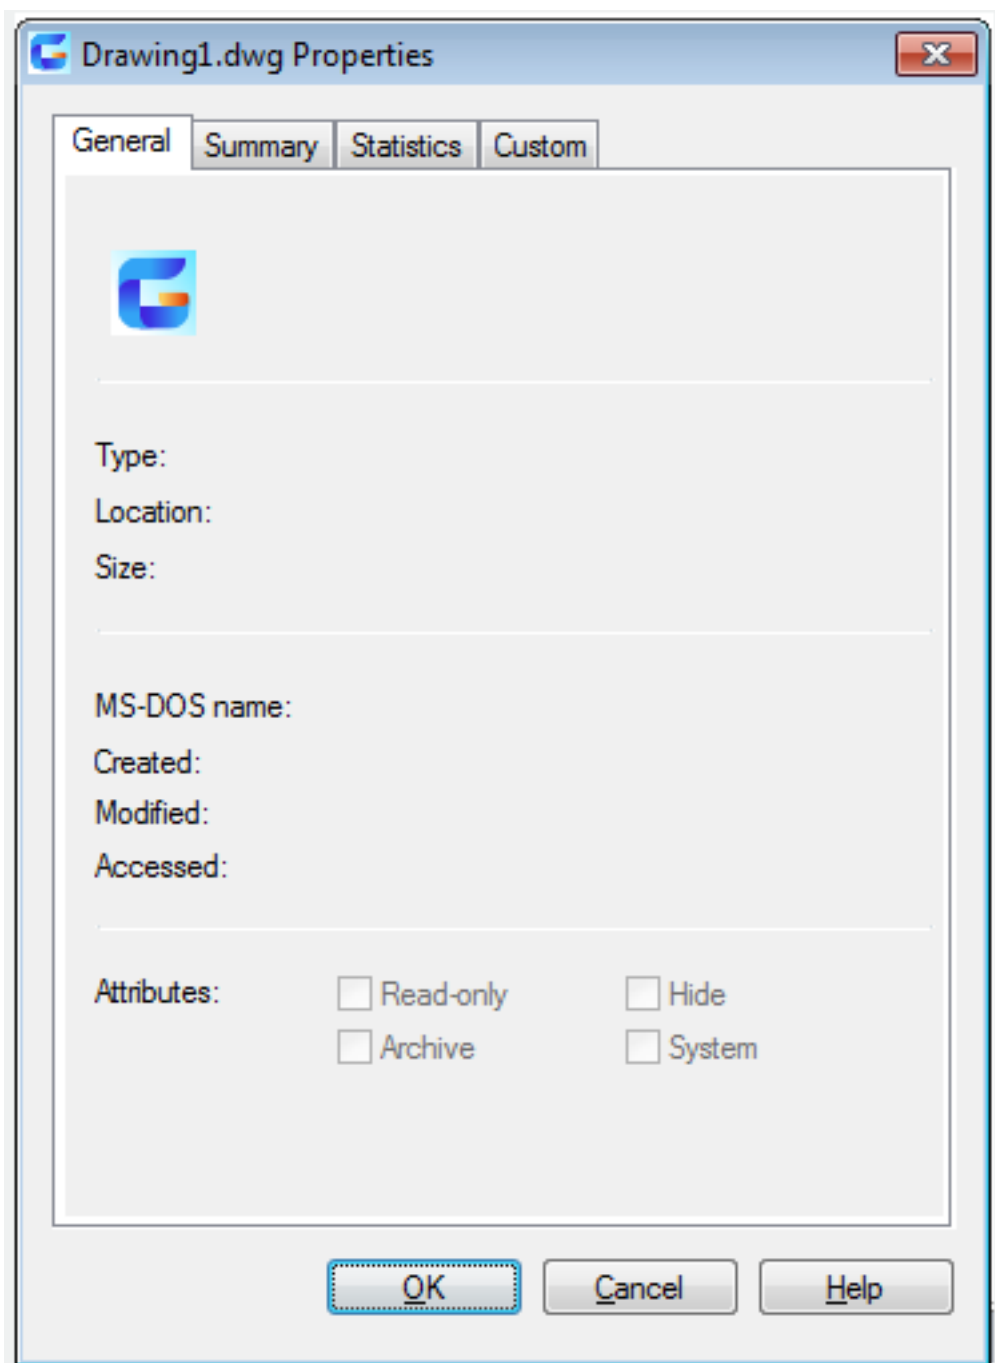 Drawing1.dwg Properties
General Summary Statistics Custom
Type:
Location:
Size:
MS-DOS name:
Created:
Modified:
Accessed:
Attributes: Read-only Hide
Archive System
OK Cancel Help